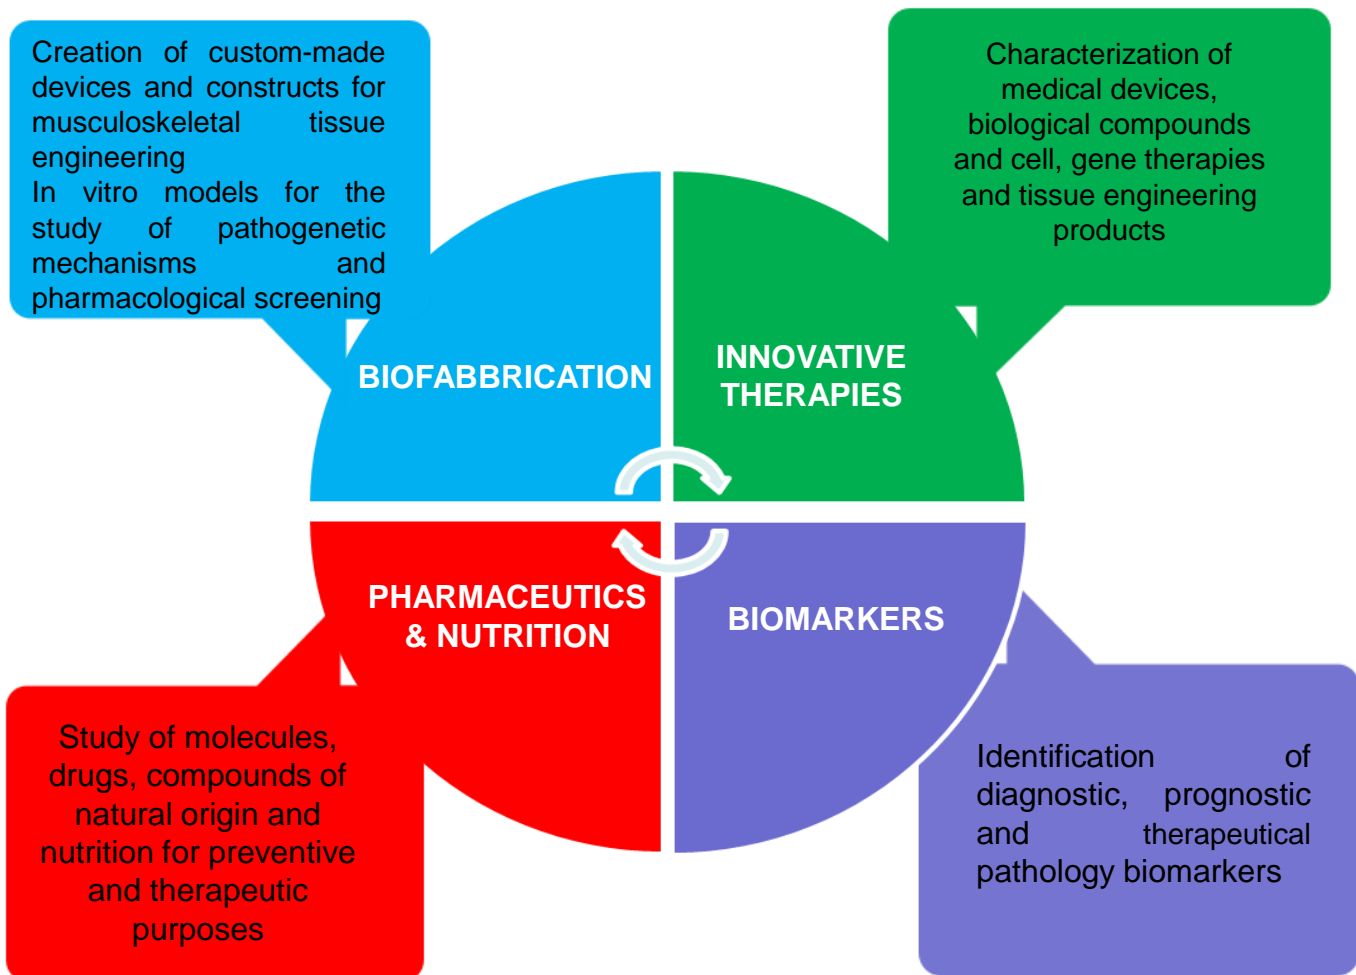 Creation of custom-made
devices and constructs for
musculoskeletal tissue
engineering
In vitro models for the
study of pathogenetic
mechanisms and
pharmacological screening
Characterization of
medical devices,
biological compounds
and cell, gene therapies
and tissue engineering
products
BIOFABBRICATION
INNOVATIVE
THERAPIES
PHARMACEUTICS
& NUTRITION
BIOMARKERS
Study of molecules,
drugs, compounds of
natural origin and
nutrition for preventive
and therapeutic
purposes
Identification of
diagnostic, prognostic
and therapeutical
pathology biomarkers